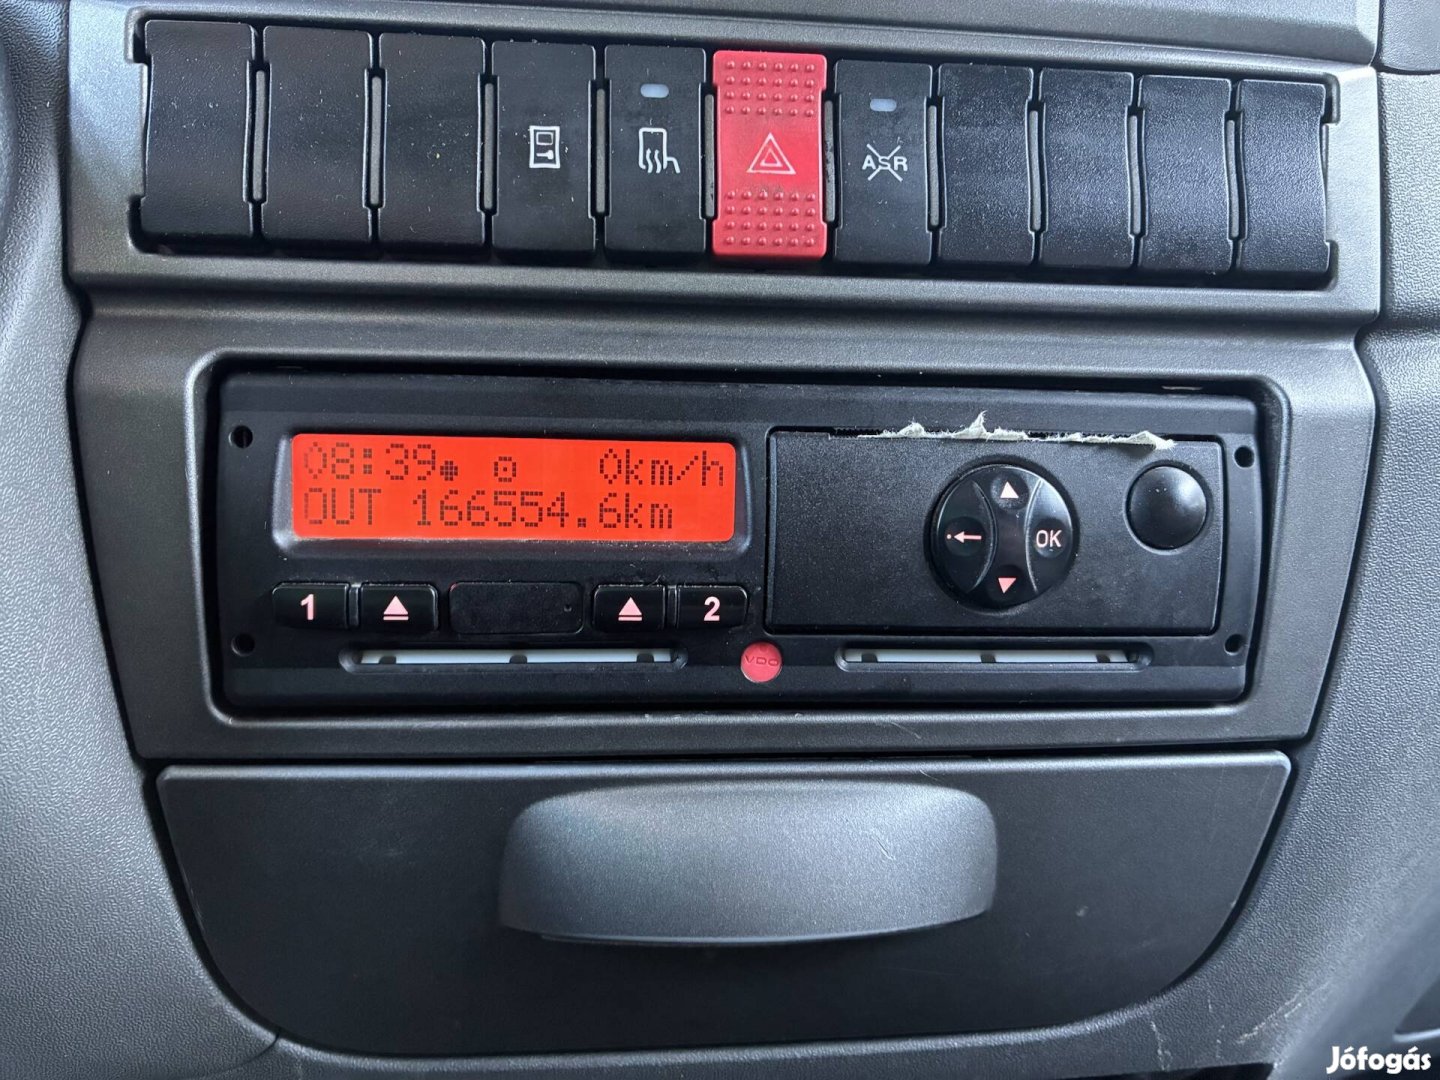 ASR
08:39 0km/h
OUT 166554.6km
OK
1 2
VDO
Jófogás